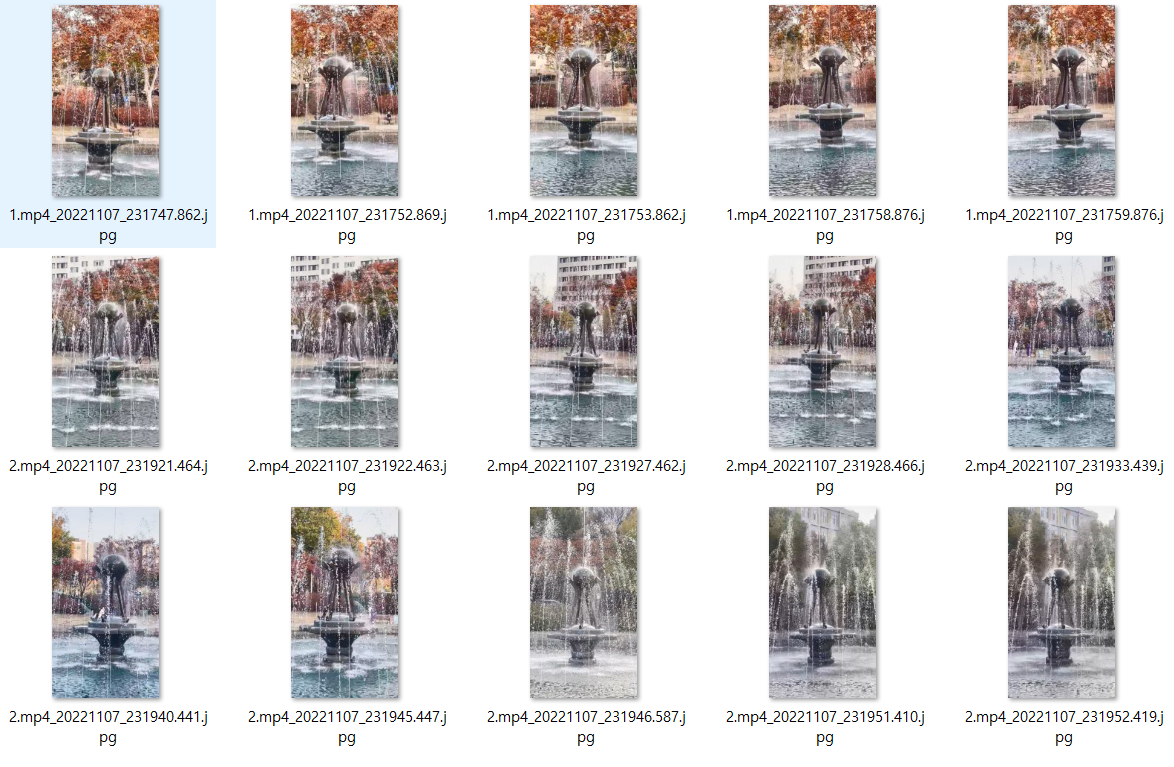 1.mp4_20221107_231747.862.j
pg
1.mp4_20221107_231752.869.j
pg
1.mp4_20221107_231753.862.j
pg
1.mp4_20221107_231758.876.j
pg
1.mp4_20221107_231759.876.j
pg
2.mp4_20221107_231921.464.j
pg
2.mp4_20221107_231922.463.j
pg
2.mp4_20221107_231927.462.j
pg
2.mp4_20221107_231928.466.j
pg
2.mp4_20221107_231933.439.j
pg
2.mp4_20221107_231940.441.j
pg
2.mp4_20221107_231945.447.j
pg
2.mp4_20221107_231946.587.j
pg
2.mp4_20221107_231951.410.j
pg
2.mp4_20221107_231952.419.j
pg